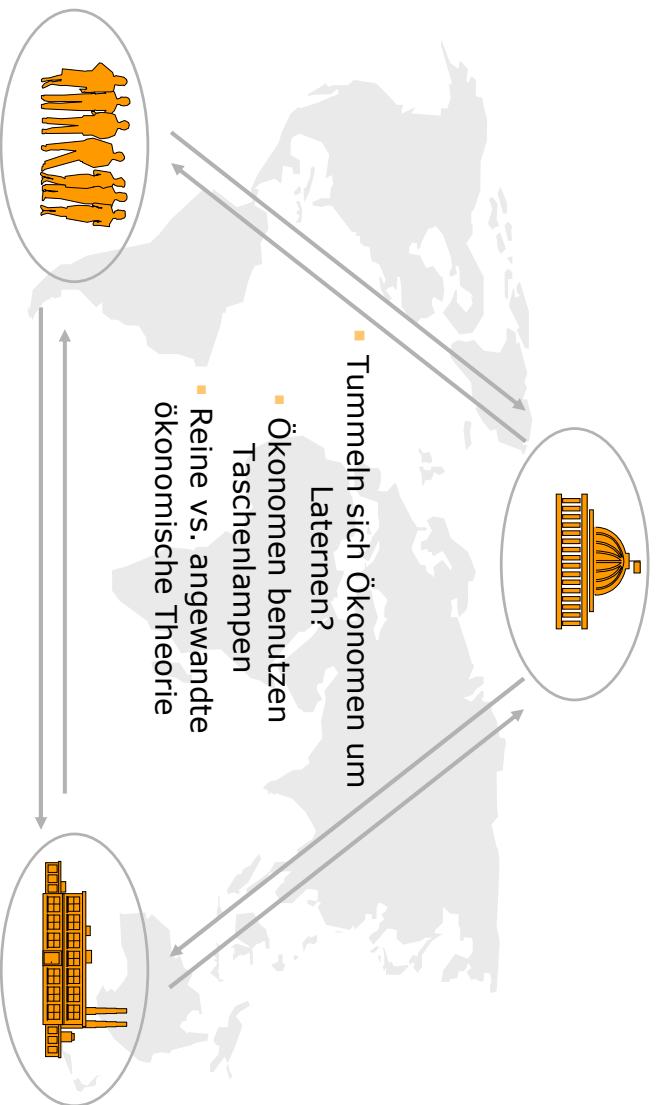 ▪ Tummeln sich Ökonomen um
Laternen?
▪ Ökonomen benutzen
Taschenlampen
▪ Reine vs. angewandte
ökonomische Theorie